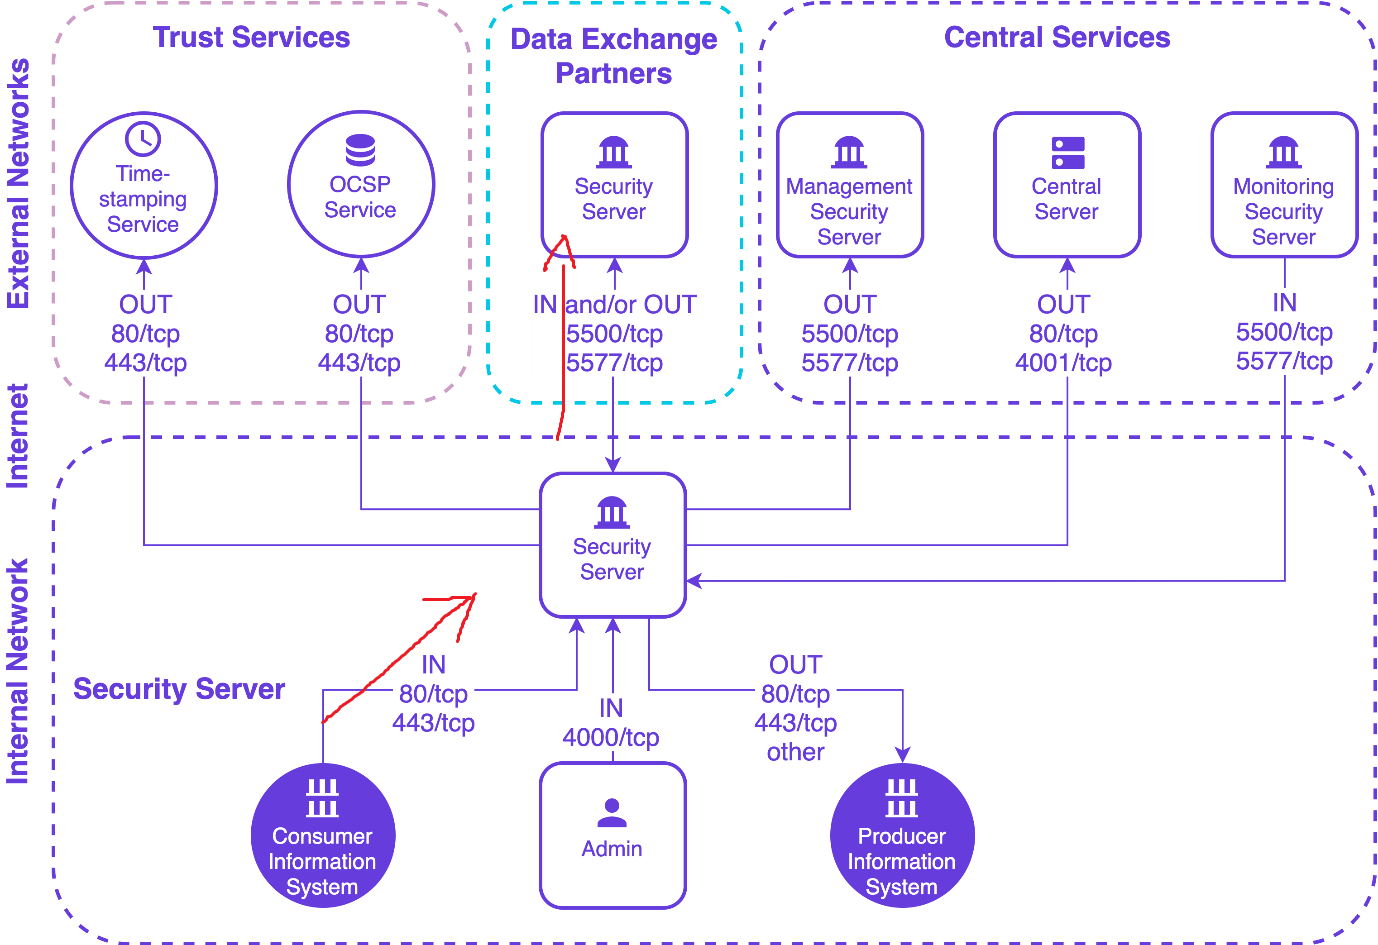 Trust Services
Data Exchange
Partners
Central Services
External Networks
Time-
stamping
Service
OCSP
Service
Security
Server
Management
Security
Server
Central
Server
Monitoring
Security
Server
OUT
80/tcp
443/tcp
OUT
80/tcp
443/tcp
IN and/or OUT
5500/tcp
5577/tcp
OUT
5500/tcp
5577/tcp
OUT
80/tcp
4001/tcp
IN
5500/tcp
5577/tcp
Internet
Internal Network
Security
Server
Security Server
IN
80/tcp
443/tcp
IN
4000/tcp
OUT
80/tcp
443/tcp
other
Consumer
Information
System
Admin
Producer
Information
System